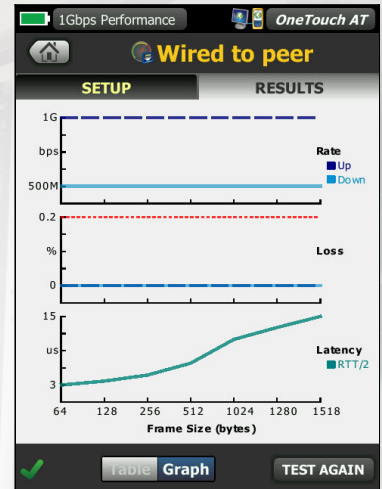 1Gbps Performance
OneTouch AT
Wired to peer
SETUP
RESULTS
1G
bps
500M
Rate
Up
Down
0.2
%
0
Loss
15
us
3
Latency
RTT/2
64 128 256 512 1024 1280 1518
Frame Size (bytes)
Table Graph
TEST AGAIN